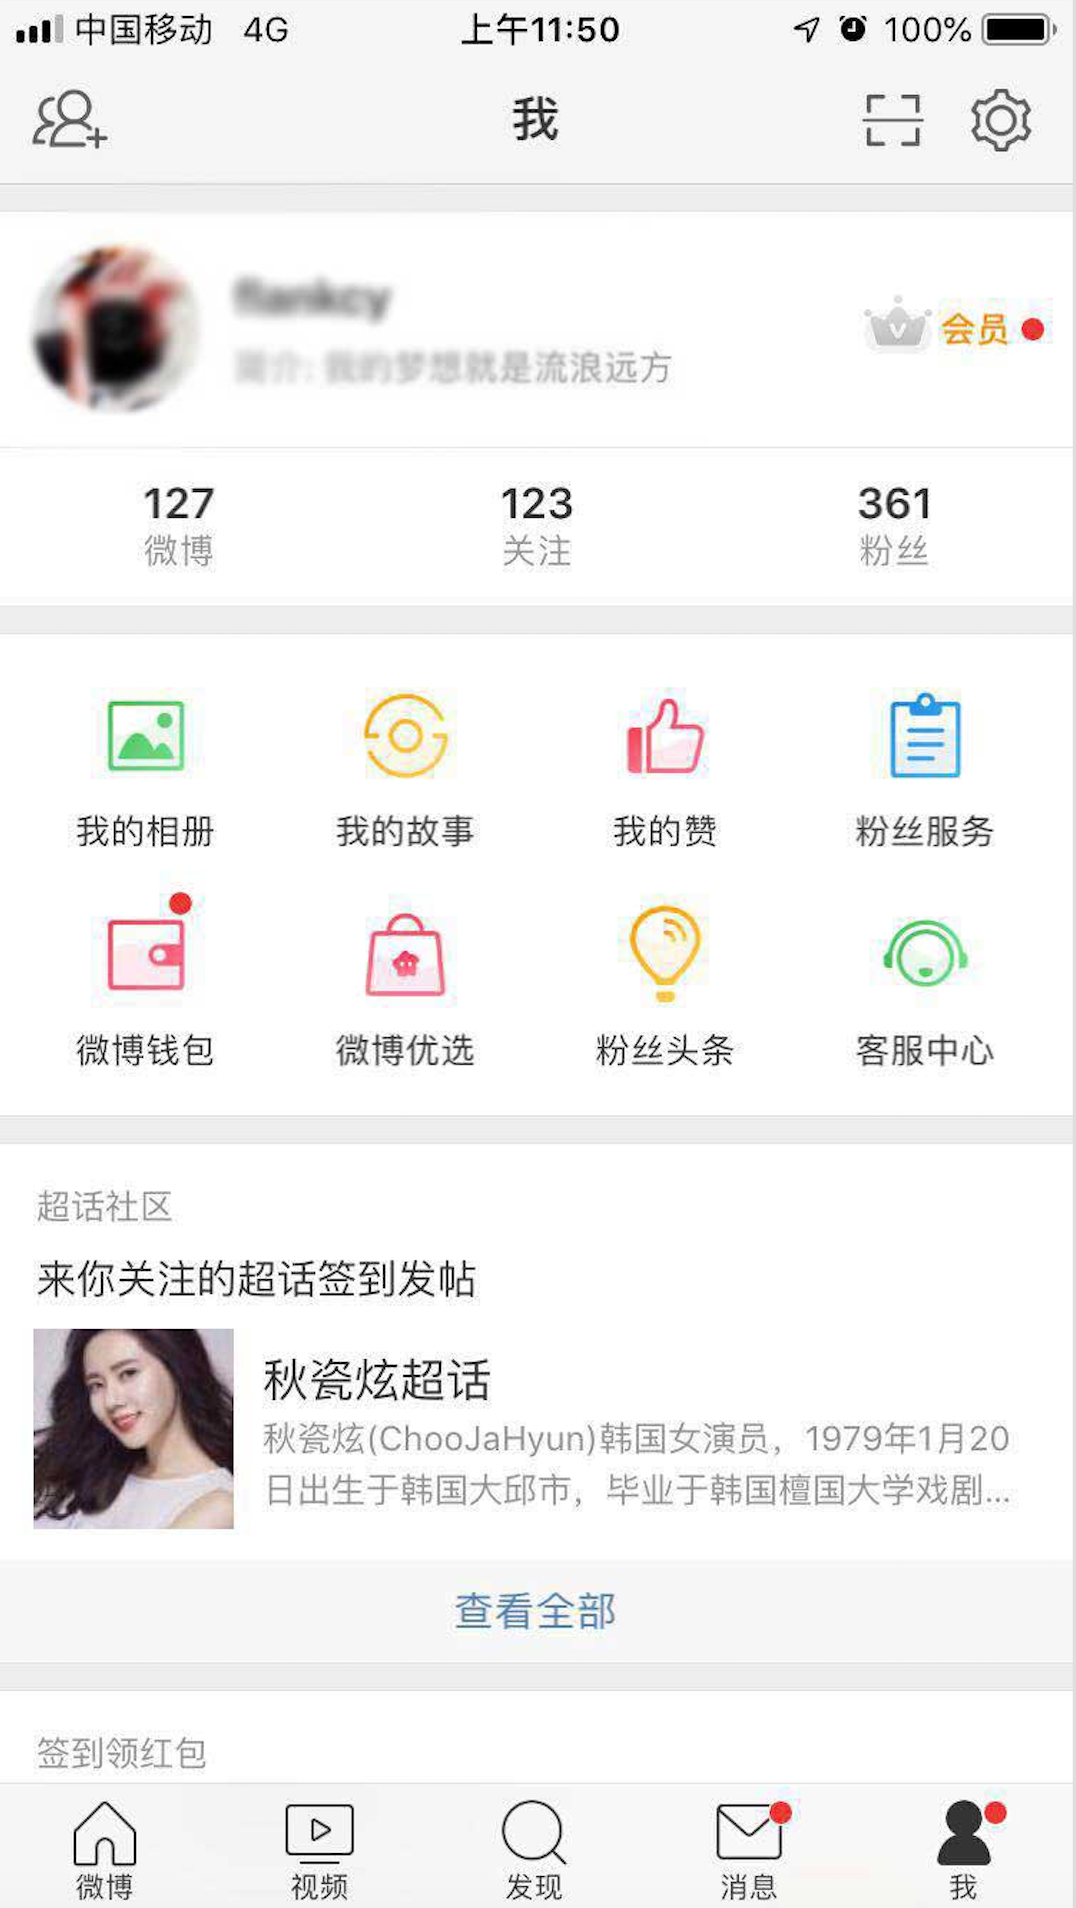 中国移动 4G 上午11:50 100%
我
flankcy
会员
简介: 我的梦想就是流浪远方
127 123 361
微博 关注 粉丝
我的相册 我的故事 我的赞 粉丝服务
微博钱包 微博优选 粉丝头条 客服中心
超话社区
来你关注的超话签到发帖
秋瓷炫超话
秋瓷炫(ChooJaHyun)韩国女演员，1979年1月20
日出生于韩国大邱市，毕业于韩国檀国大学戏剧...
查看全部
签到领红包
微博 视频 发现 消息 我